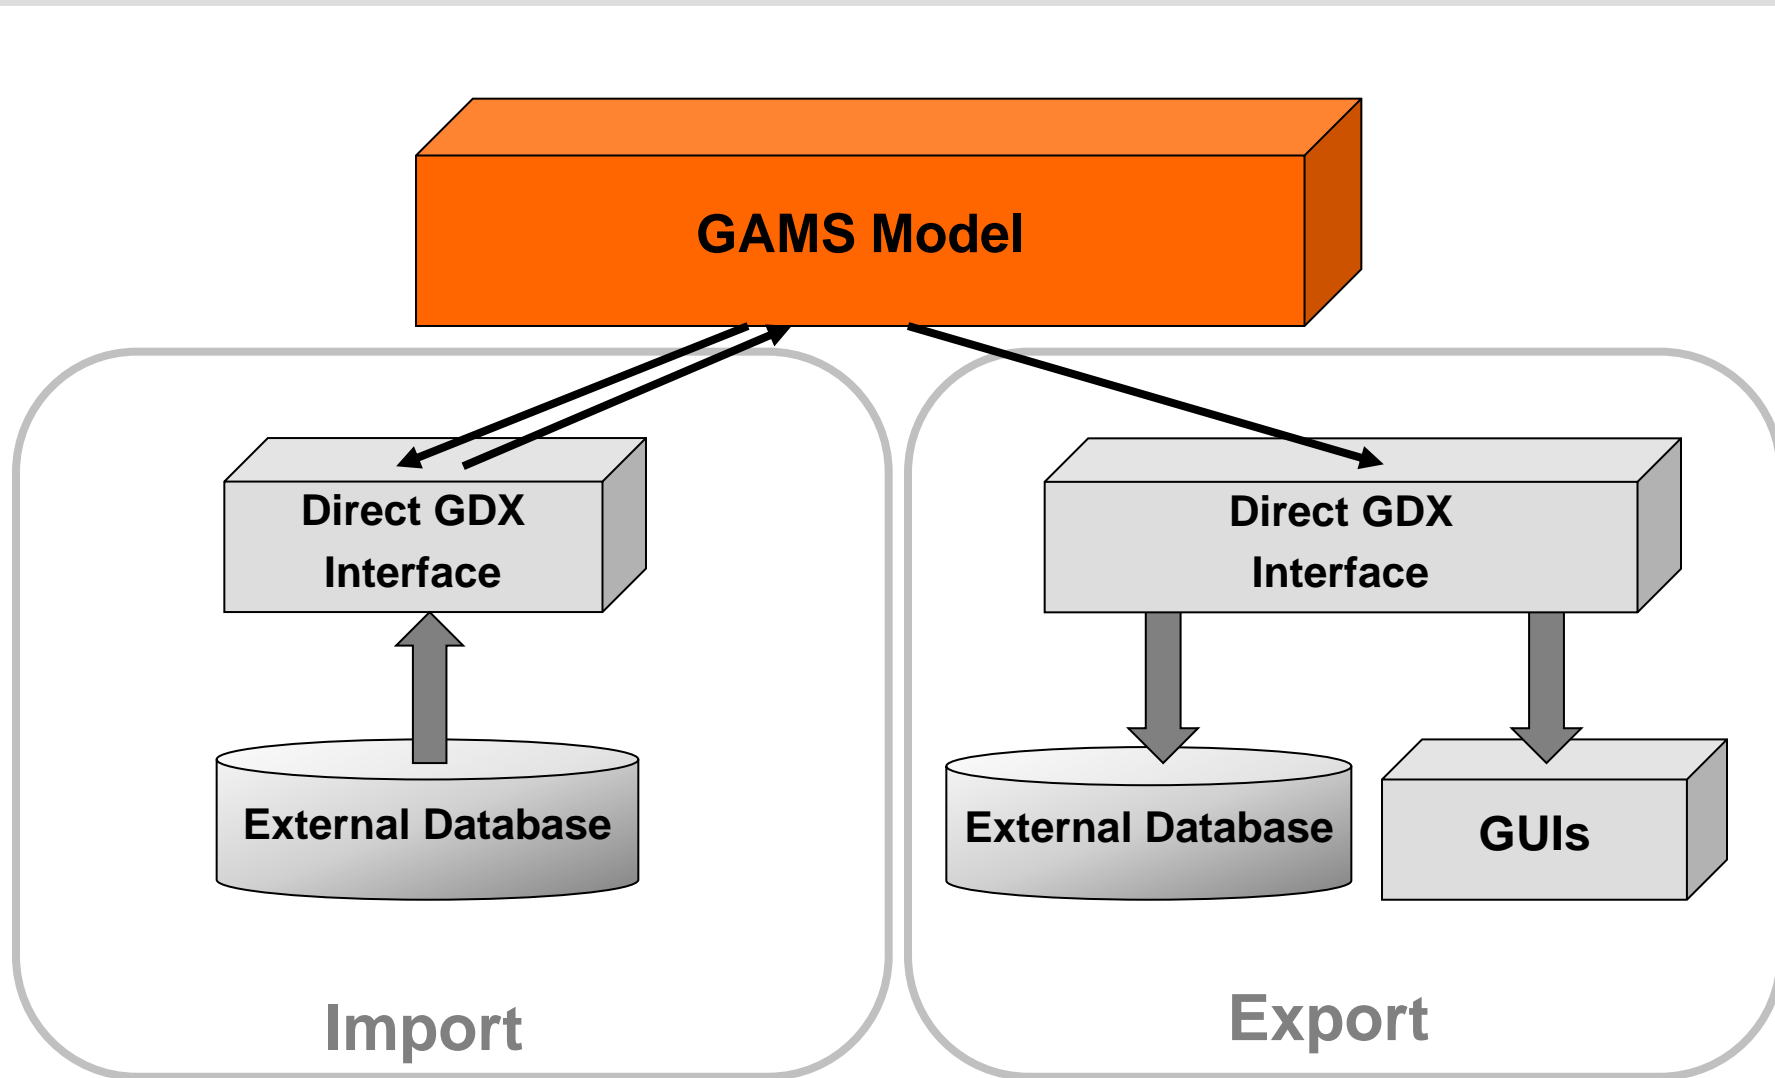 GAMS Model
Direct GDX
Interface
External Database
Import
Direct GDX
Interface
External Database
GUIs
Export